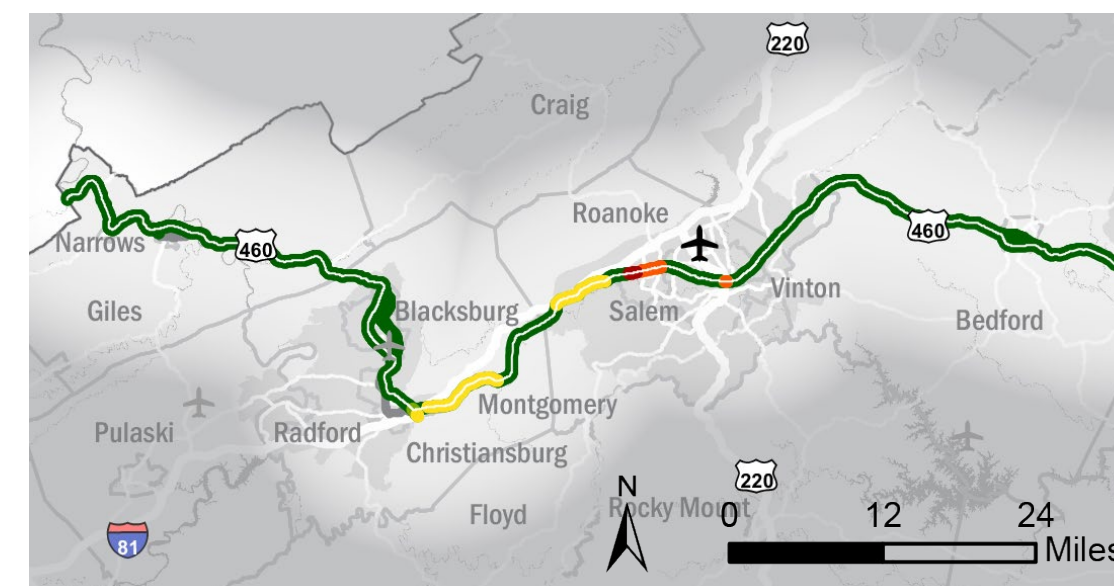 220
Craig
Roanoke
Narrows
460
460
Giles
Blacksburg
Salem
Vinton
Bedford
Montgomery
Pulaski
Radford
Christiansburg
220
N
Floyd
Rocky Mount
0 12 24
Miles
81